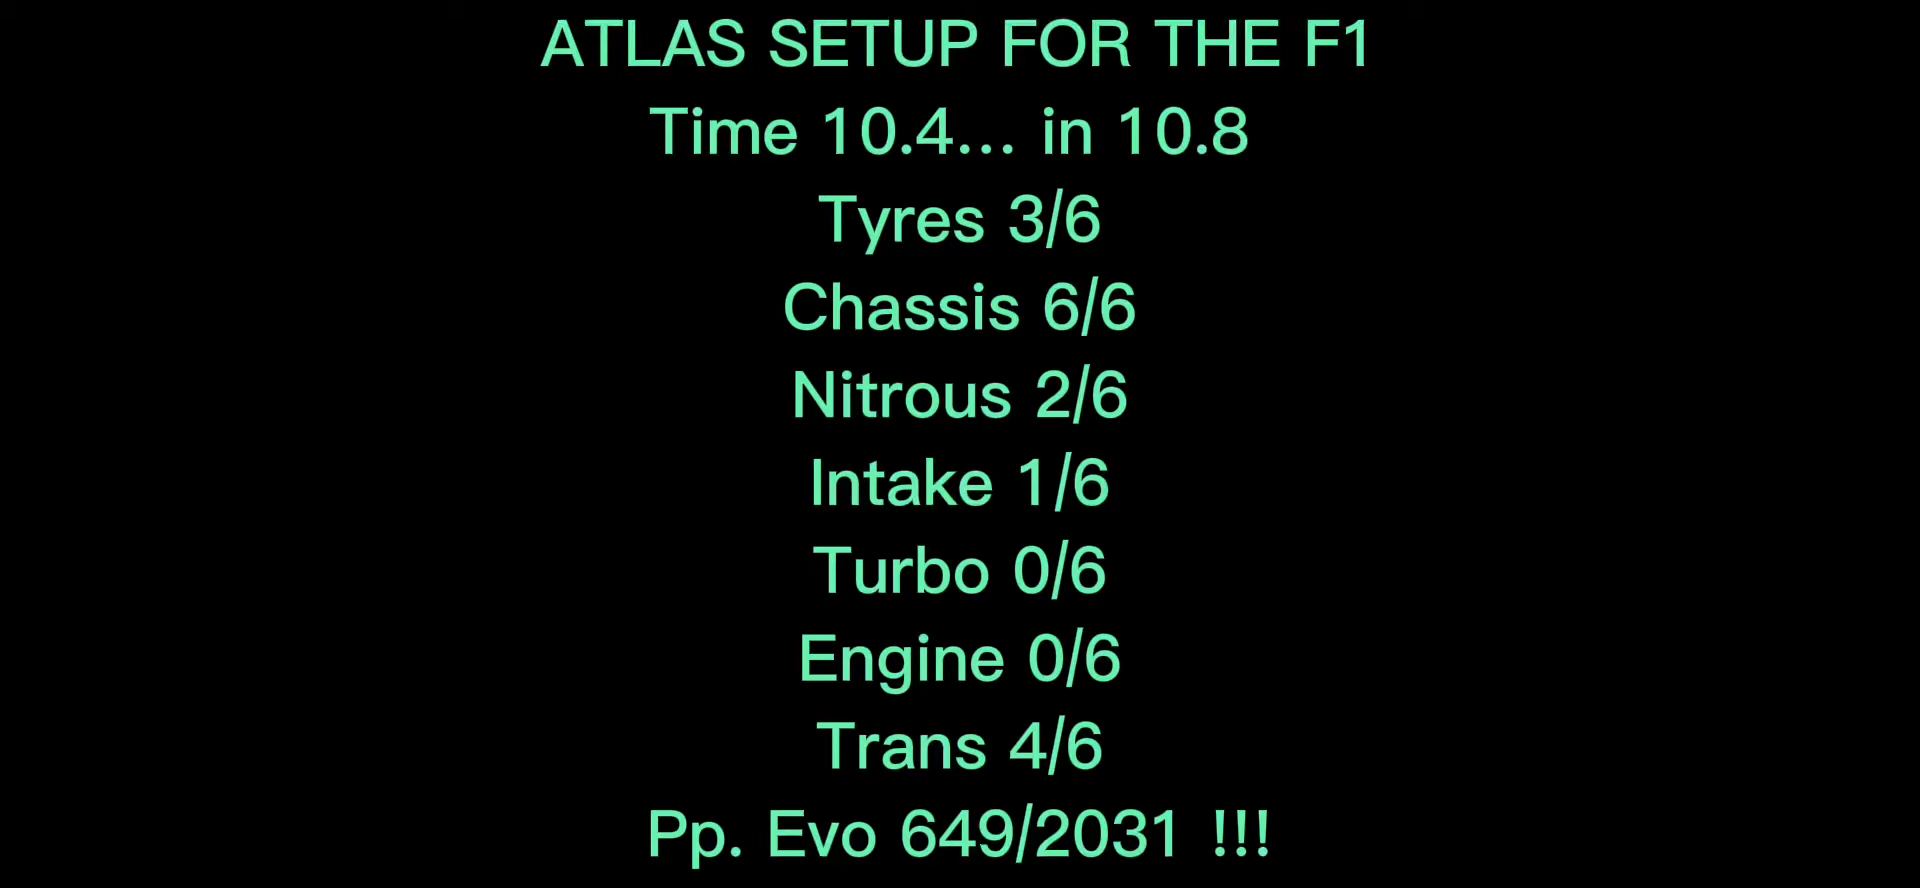 ATLAS SETUP FOR THE F1
Time 10.4... in 10.8
Tyres 3/6
Chassis 6/6
Nitrous 2/6
Intake 1/6
Turbo 0/6
Engine 0/6
Trans 4/6
Pp. Evo 649/2031 !!!